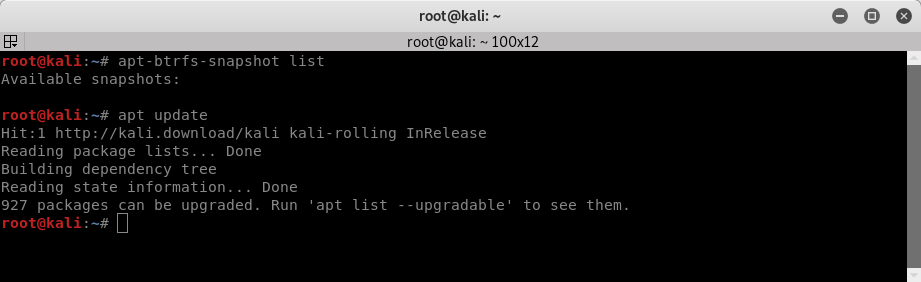 root@kali: ~
root@kali: ~ 100x12
root@kali:~# apt-btrfs-snapshot list
Available snapshots:
root@kali:~# apt update
Hit:1 http://kali.download/kali kali-rolling InRelease
Reading package lists... Done
Building dependency tree
Reading state information... Done
927 packages can be upgraded. Run 'apt list --upgradable' to see them.
root@kali:~#